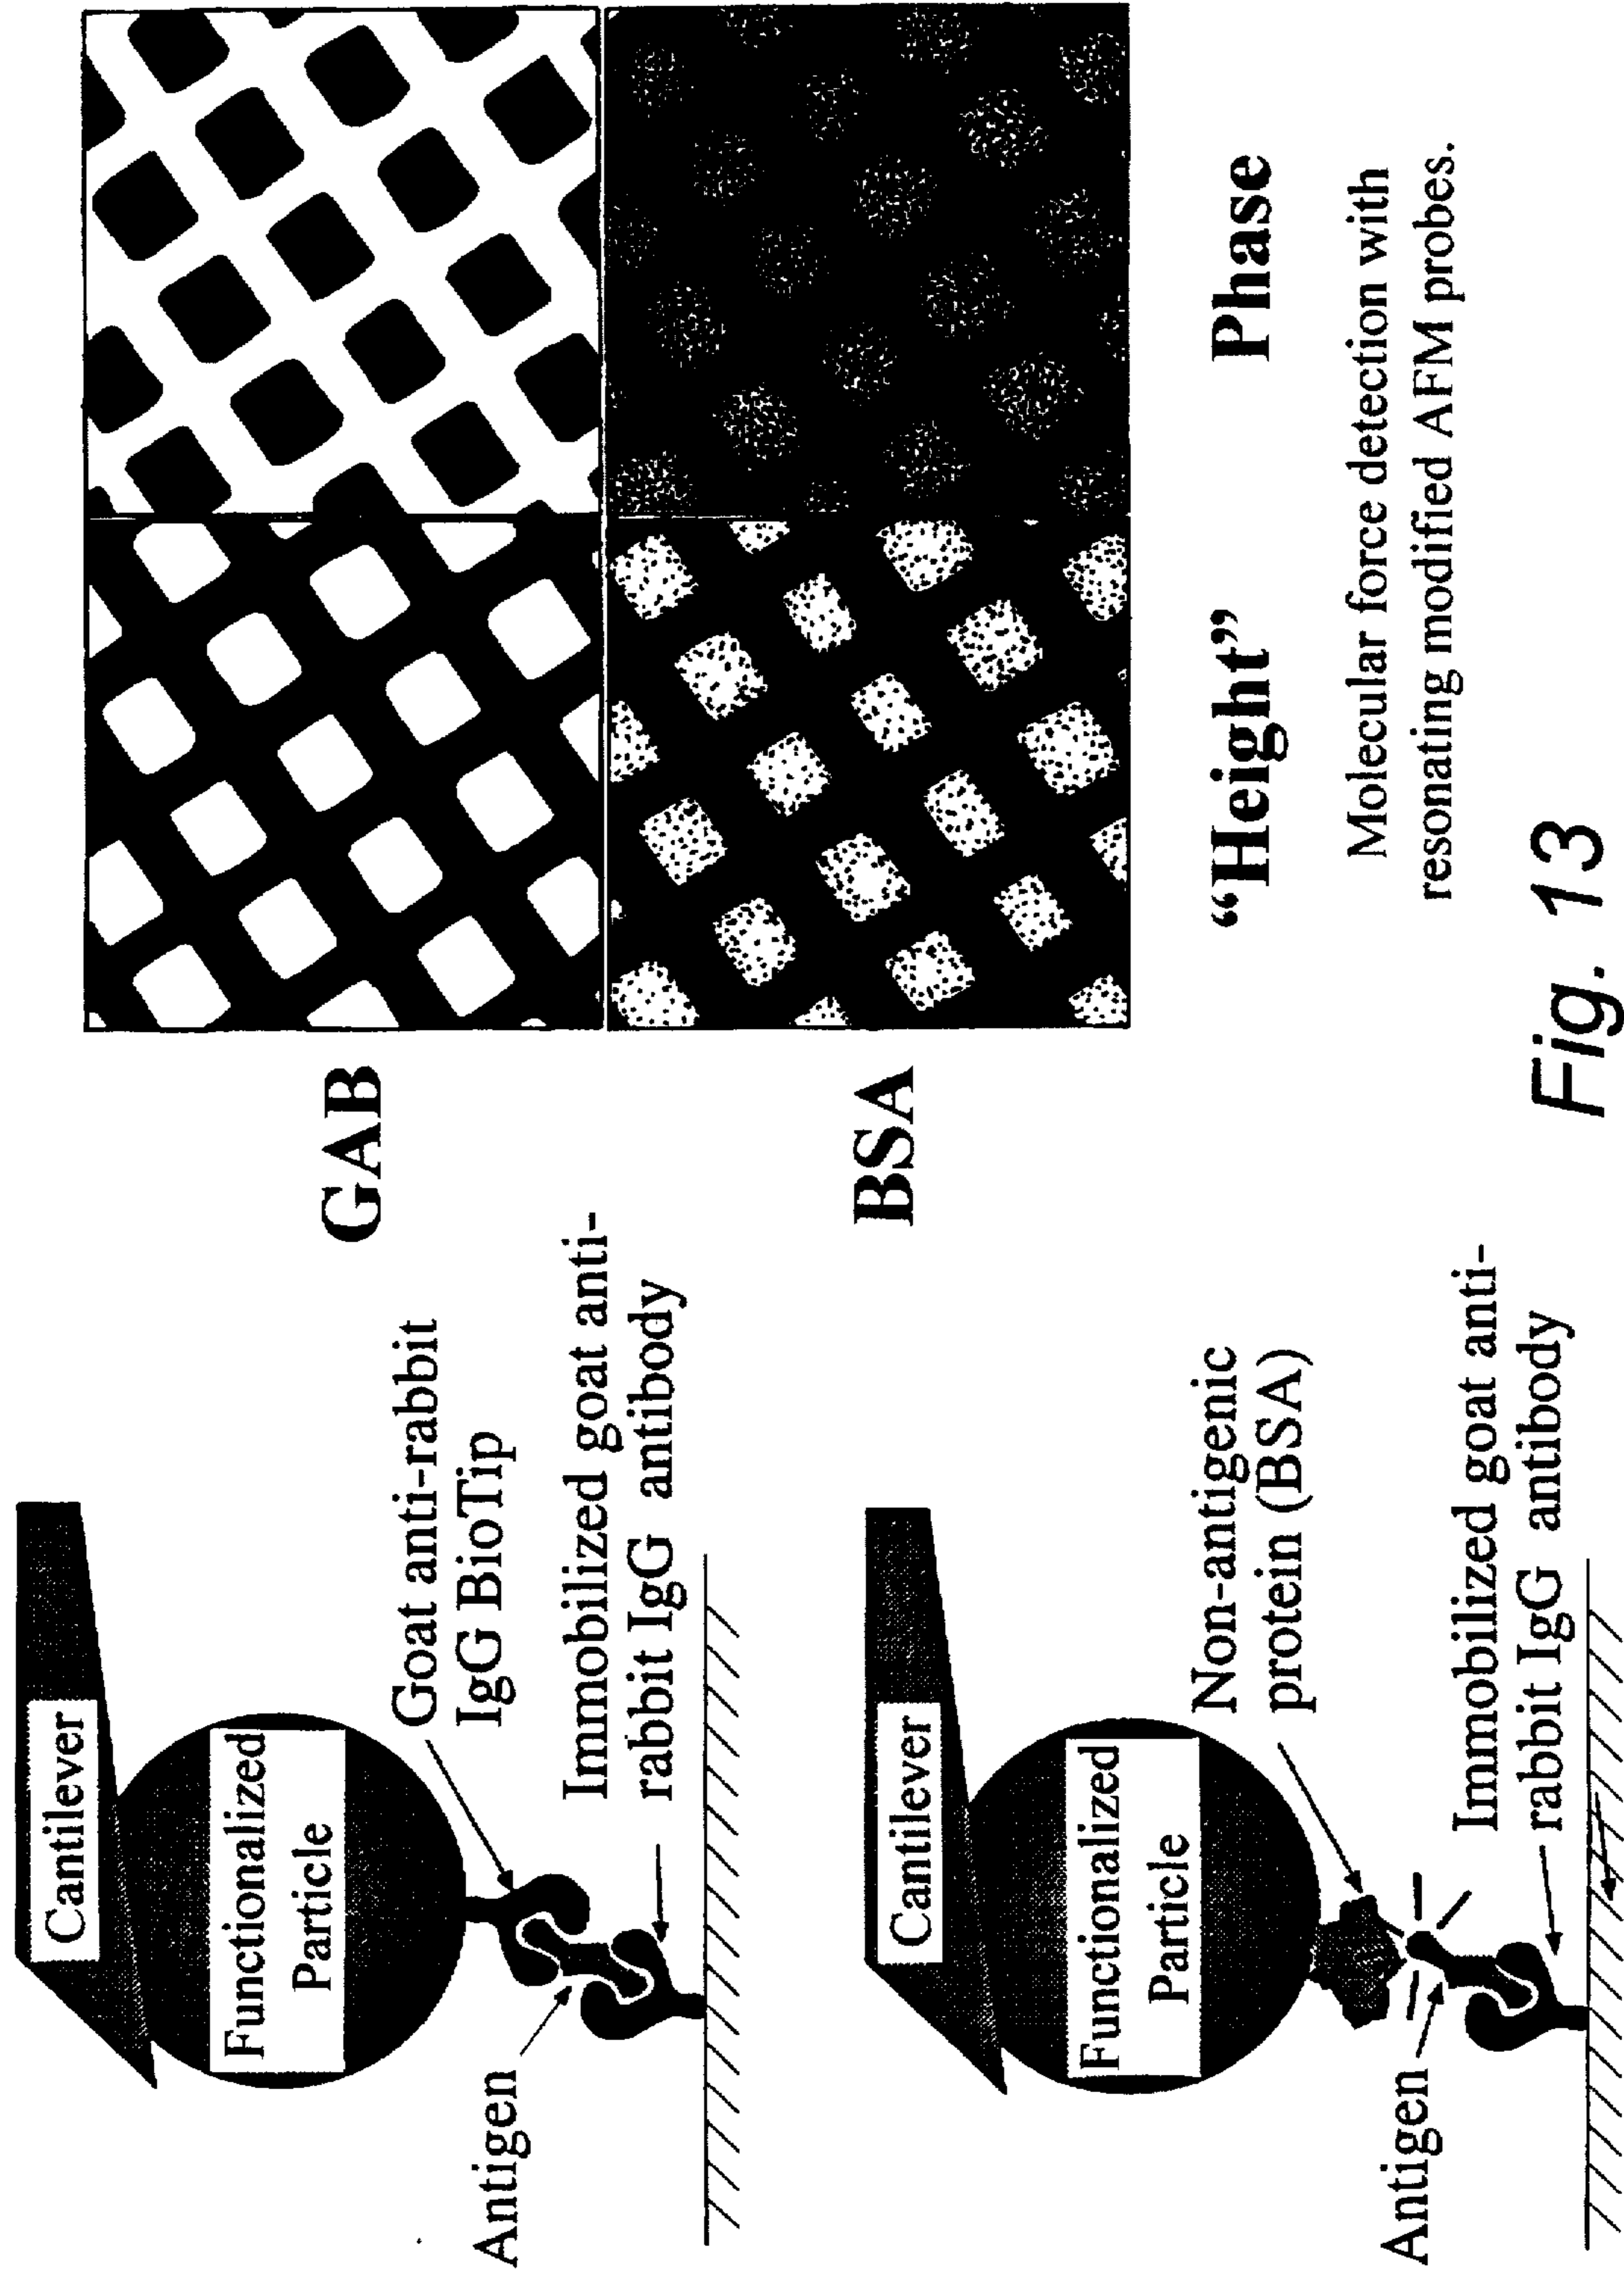 Cantilever
Functionalized
Particle
Goat anti-rabbit
IgG BioTip
Antigen
Immobilized goat anti-
rabbit IgG antibody
GAB
Cantilever
Functionalized
Particle
Non-antigenic
protein (BSA)
Antigen
Immobilized goat anti-
rabbit IgG antibody
BSA
“Height”
Phase
Molecular force detection with
resonating modified AFM probes.
Fig. 13